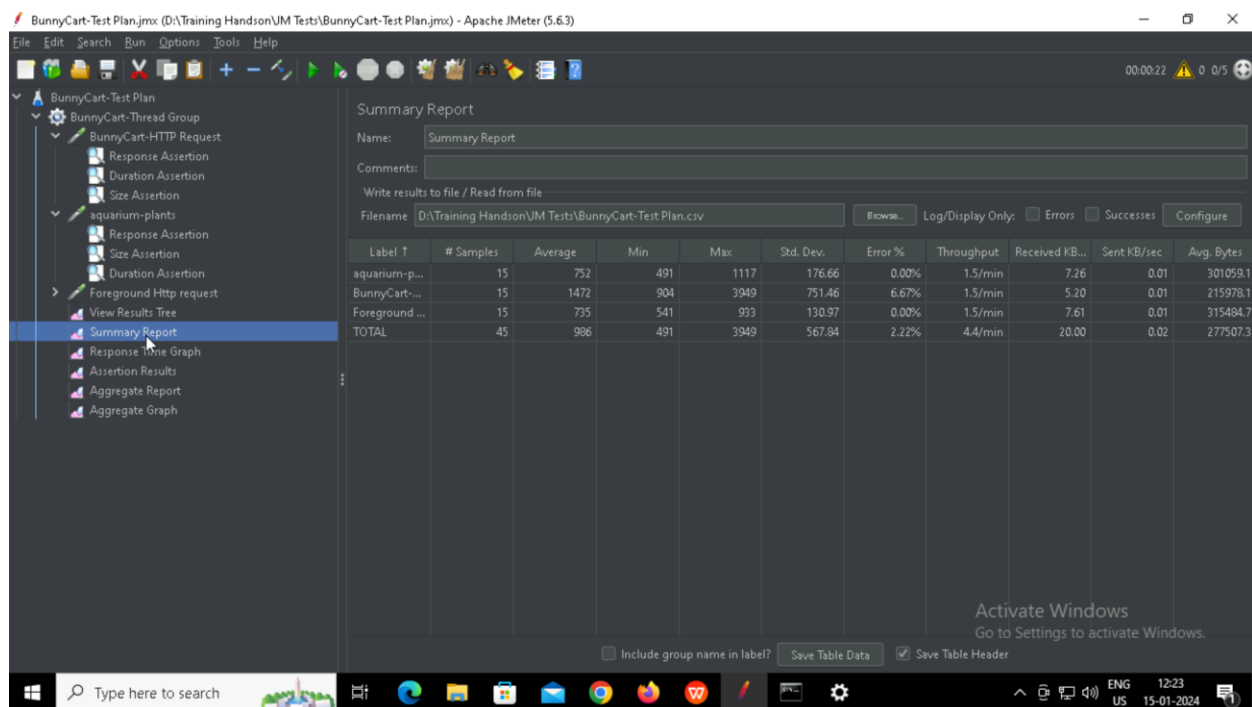 BunnyCart-Test Plan.jmx (D:\Training Handson\JM Tests\BunnyCart-Test Plan.jmx) - Apache JMeter (5.6.3)
File Edit Search Run Options Tools Help
00:00:22 0 0/5
BunnyCart-Test Plan
BunnyCart-Thread Group
BunnyCart-HTTP Request
Response Assertion
Duration Assertion
Size Assertion
aquarium-plants
Response Assertion
Size Assertion
Duration Assertion
Foreground Http request
View Results Tree
Summary Report
Response Time Graph
Assertion Results
Aggregate Report
Aggregate Graph
Summary Report
Name: Summary Report
Comments:
Write results to file / Read from file
Filename D:\Training Handson\JM Tests\BunnyCart-Test Plan.csv Browse... Log/Display Only: Errors Successes Configure
Label ↑ # Samples Average Min Max Std. Dev. Error % Throughput Received KB... Sent KB/sec Avg. Bytes
aquarium-p... 15 752 491 1117 176.66 0.00% 1.5/min 7.26 0.01 301059.1
BunnyCart-... 15 1472 904 3949 751.46 6.67% 1.5/min 5.20 0.01 215978.1
Foreground ... 15 735 541 933 130.97 0.00% 1.5/min 7.61 0.01 315484.7
TOTAL 45 986 491 3949 567.84 2.22% 4.4/min 20.00 0.02 277507.3
Activate Windows
Go to Settings to activate Windows.
Include group name in label? Save Table Data Save Table Header
Type here to search
ENG
US
12:23
15-01-2024
1